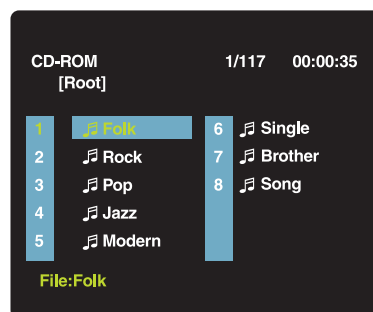 CD-ROM 1/117 00:00:35
[Root]
1 Folk
2 Rock
3 Pop
4 Jazz
5 Modern
6 Single
7 Brother
8 Song
File:Folk